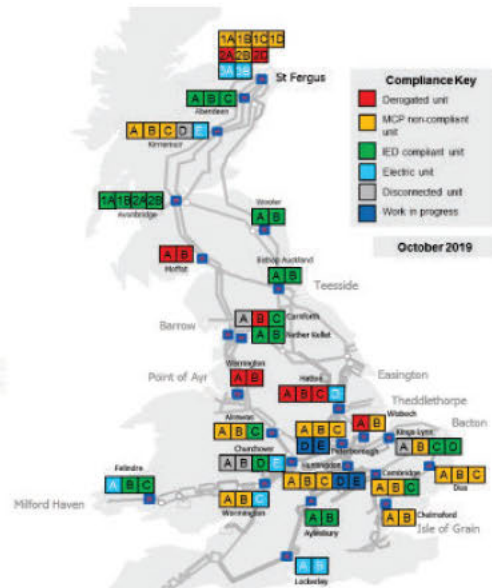 1A 1B 1C 1D
2A 2B 2D
3A 3B
St Fergus
A B C
Aberdeen
A B C D E
Kirriemuir
1A 1B 2A 2B
Avonbridge
Wooler
A B
A B
Moffat
Bishop Auckland
A B
Teesside
A B C
Carnforth
A B
Nether Kellet
Barrow
Warrington
A B
Point of Ayr
Hatton
A B C D
Easington
Theddlethorpe
Wisbech
A B
Bacton
Kings Lynn
A B C D
Alrewas
A B C
A B C
D E
Peterborough
Churchover
A B D E
Huntingdon
A B C D E
Cambridge
A B C
A B C
Diss
Felindre
A B C
Milford Haven
A B C
Wormington
A B
Aylesbury
A B
Chelmsford
Isle of Grain
A B
Lockerley
Compliance Key
Derogated unit
MCP non-compliant
unit
IED compliant unit
Electric unit
Disconnected unit
Work in progress
October 2019